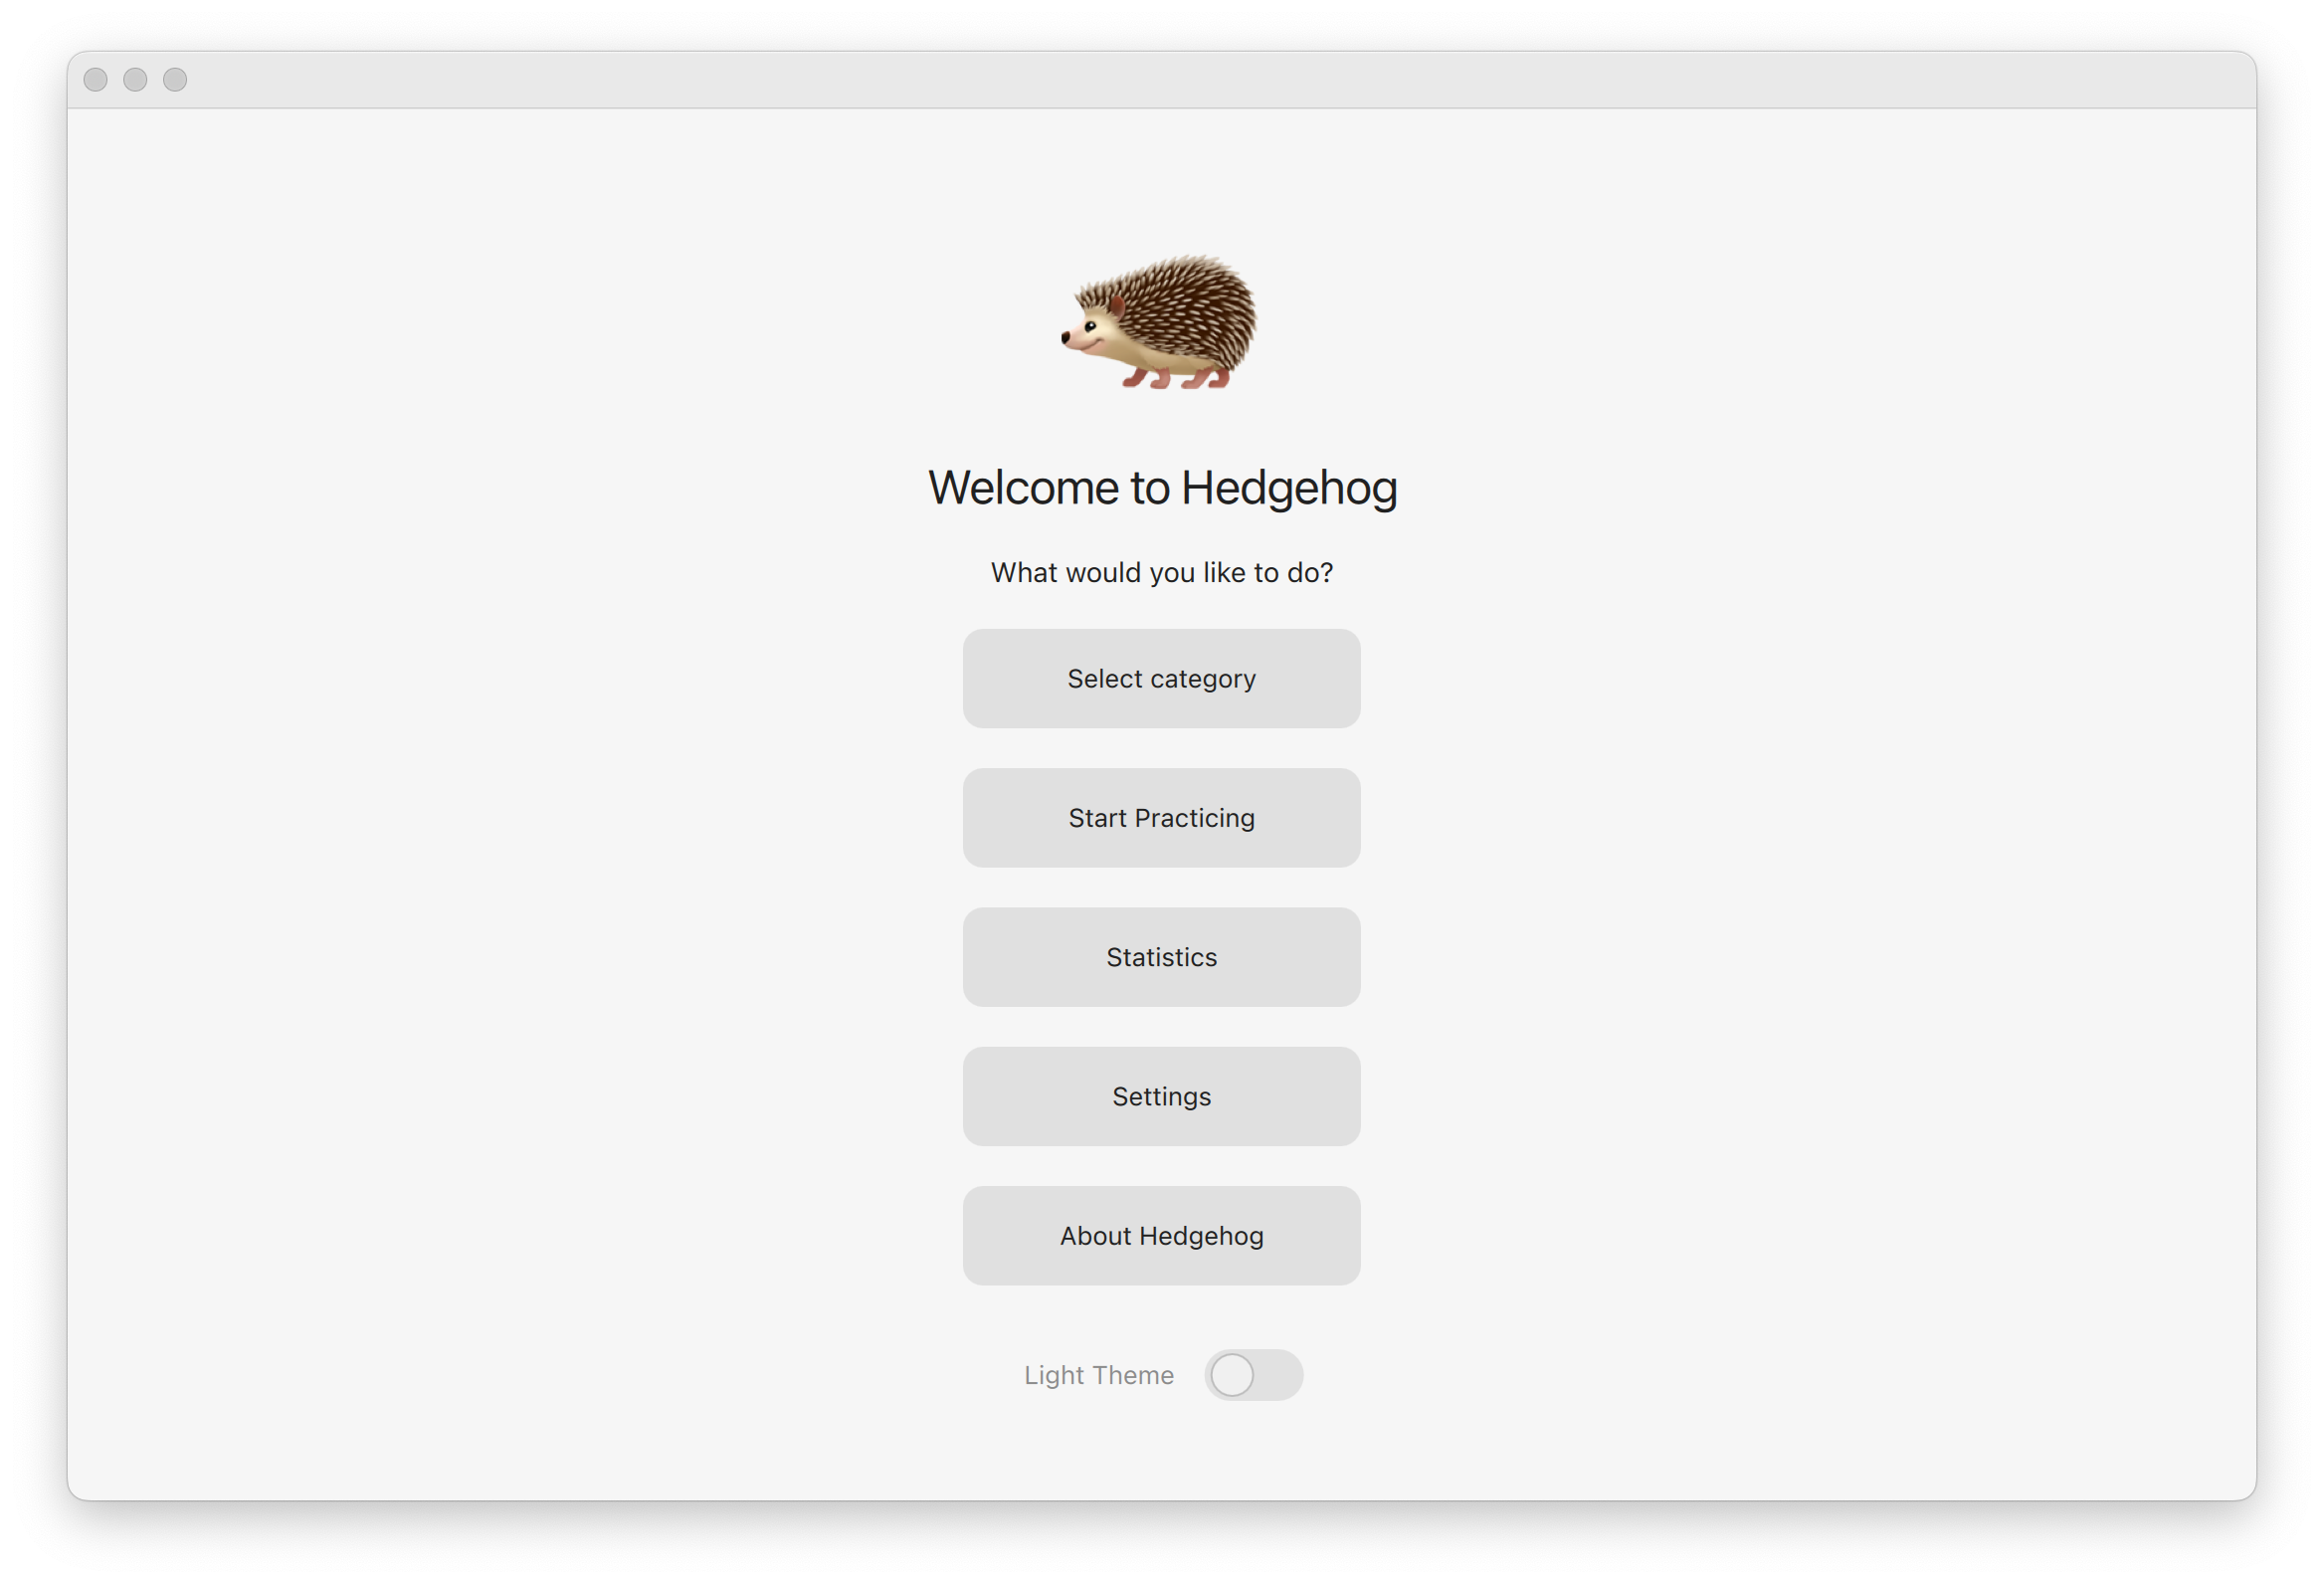 Welcome to Hedgehog
What would you like to do?
Select category
Start Practicing
Statistics
Settings
About Hedgehog
Light Theme